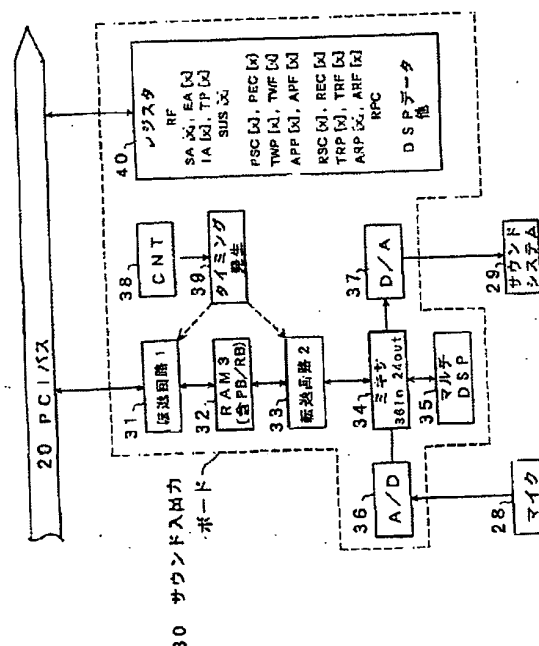 20 PCIバス
30 サウンド入出力
ボード
31
転送回路1
32
RAM3
(含PB/RB)
33
転送回路2
34
ミキサ
36in 24out
35
マルチ
DSP
36
A/D
28
マイク
38
CNT
39
タイミング
発生
37
D/A
29
サウンド
システム
40
レジスタ
RF
SA [x], EA [x]
IA [x], TP [x]
SUS [x]
PSC [x], PEC [x]
TWP [x], TWF [x]
APP [x], APF [x]
RSC [x], REC [x]
TRP [x], TRF [x]
ARP [x], ARF [x]
RPC
DSPデータ
他